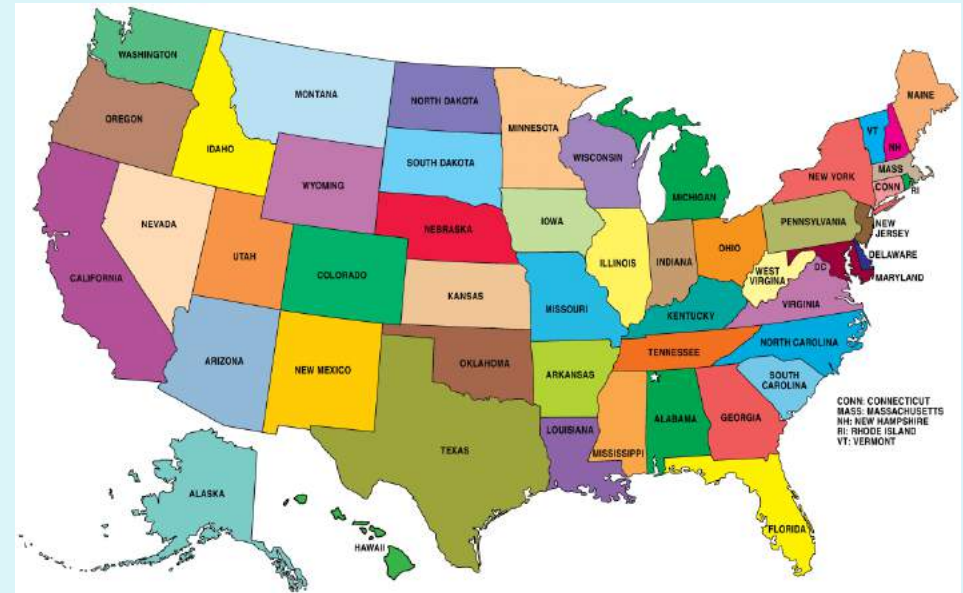 WASHINGTON
OREGON
CALIFORNIA
NEVADA
IDAHO
MONTANA
WYOMING
UTAH
COLORADO
ARIZONA
NEW MEXICO
NORTH DAKOTA
SOUTH DAKOTA
NEBRASKA
KANSAS
OKLAHOMA
TEXAS
MINNESOTA
IOWA
MISSOURI
ARKANSAS
LOUISIANA
WISCONSIN
ILLINOIS
MICHIGAN
INDIANA
OHIO
KENTUCKY
TENNESSEE
MISSISSIPPI
ALABAMA
GEORGIA
FLORIDA
SOUTH
CAROLINA
NORTH CAROLINA
VIRGINIA
WEST
VIRGINA
DC
PENNSYLVANIA
NEW YORK
VT
NH
MAINE
MASS
CONN
RI
NEW
JERSEY
DELAWARE
MARYLAND
ALASKA
HAWAII
CONN: CONNECTICUT
MASS: MASSACHUSETTS
NH: NEW HAMPSHIRE
RI: RHODE ISLAND
VT: VERMONT